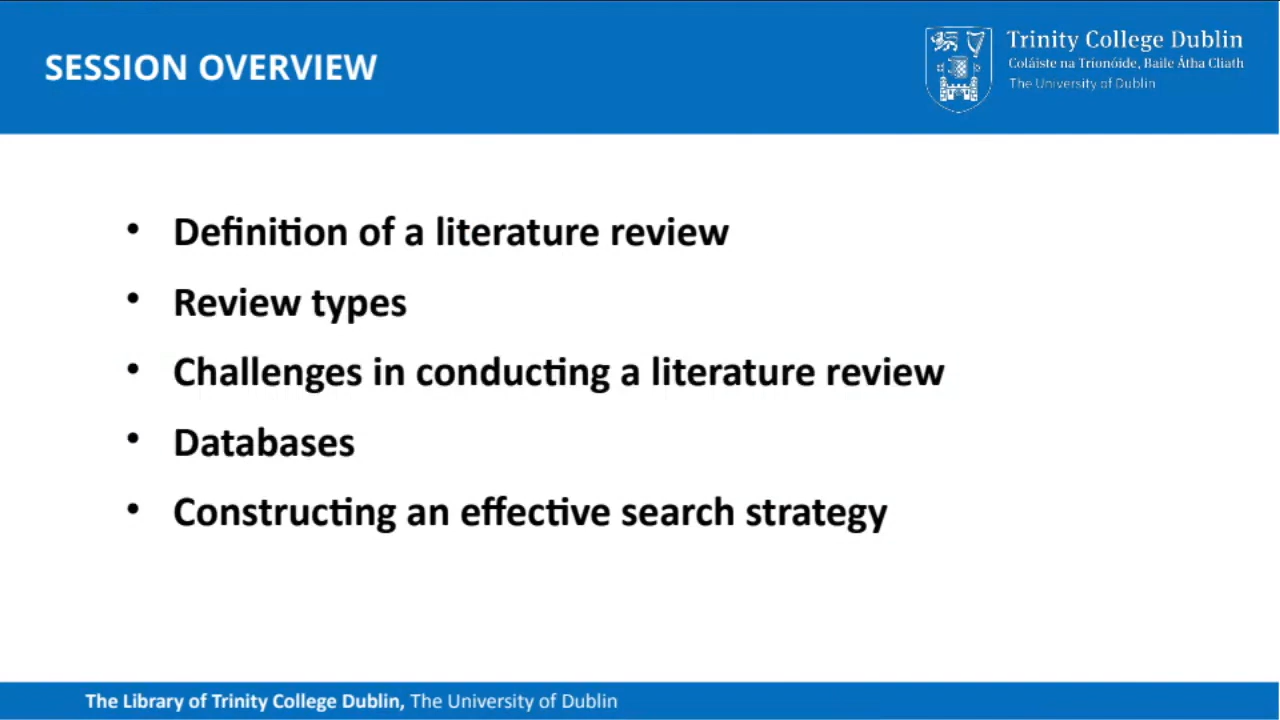 SESSION OVERVIEW
Trinity College Dublin
Coláiste na Tríonóide, Baile Átha Cliath
The University of Dublin
• Definition of a literature review
• Review types
• Challenges in conducting a literature review
• Databases
• Constructing an effective search strategy
The Library of Trinity College Dublin, The University of Dublin